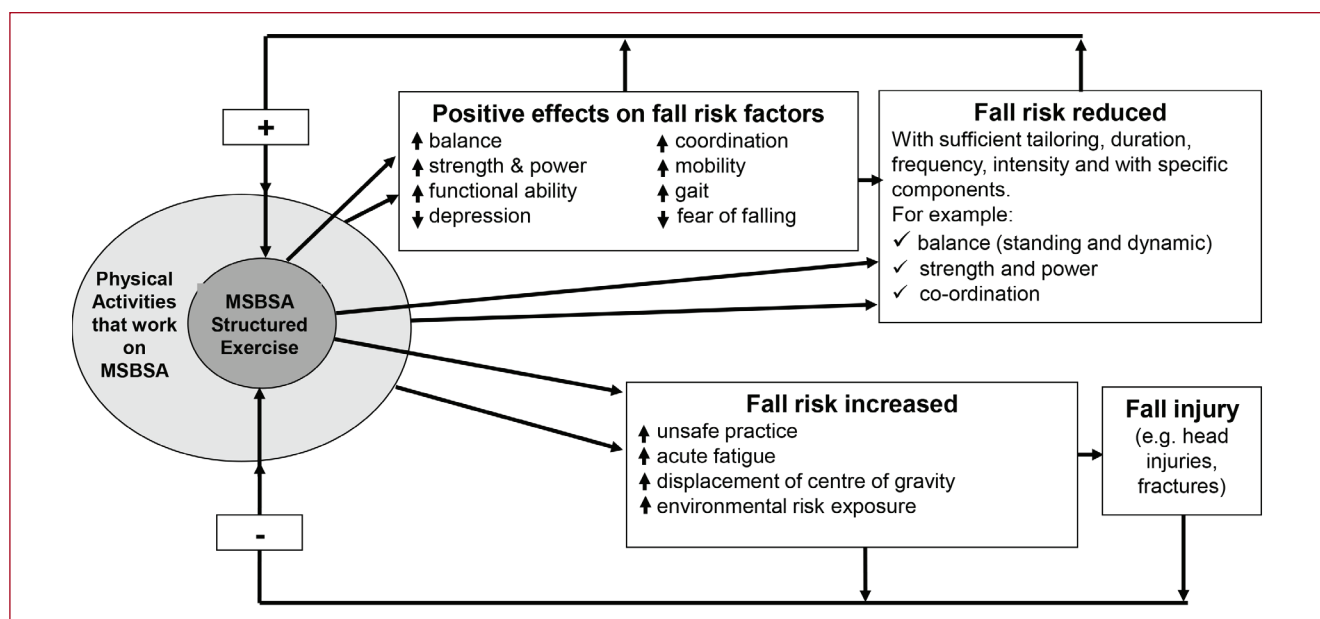 +
Positive effects on fall risk factors
↑ balance
↑ strength & power
↑ functional ability
↓ depression
↑ coordination
↑ mobility
↑ gait
↓ fear of falling
Fall risk reduced
With sufficient tailoring, duration,
frequency, intensity and with specific
components.
For example:
✓ balance (standing and dynamic)
✓ strength and power
✓ co-ordination
Physical
Activities
that work
on
MSBSA
MSBSA
Structured
Exercise
Fall risk increased
↑ unsafe practice
↑ acute fatigue
↑ displacement of centre of gravity
↑ environmental risk exposure
Fall injury
(e.g. head
injuries,
fractures)
-